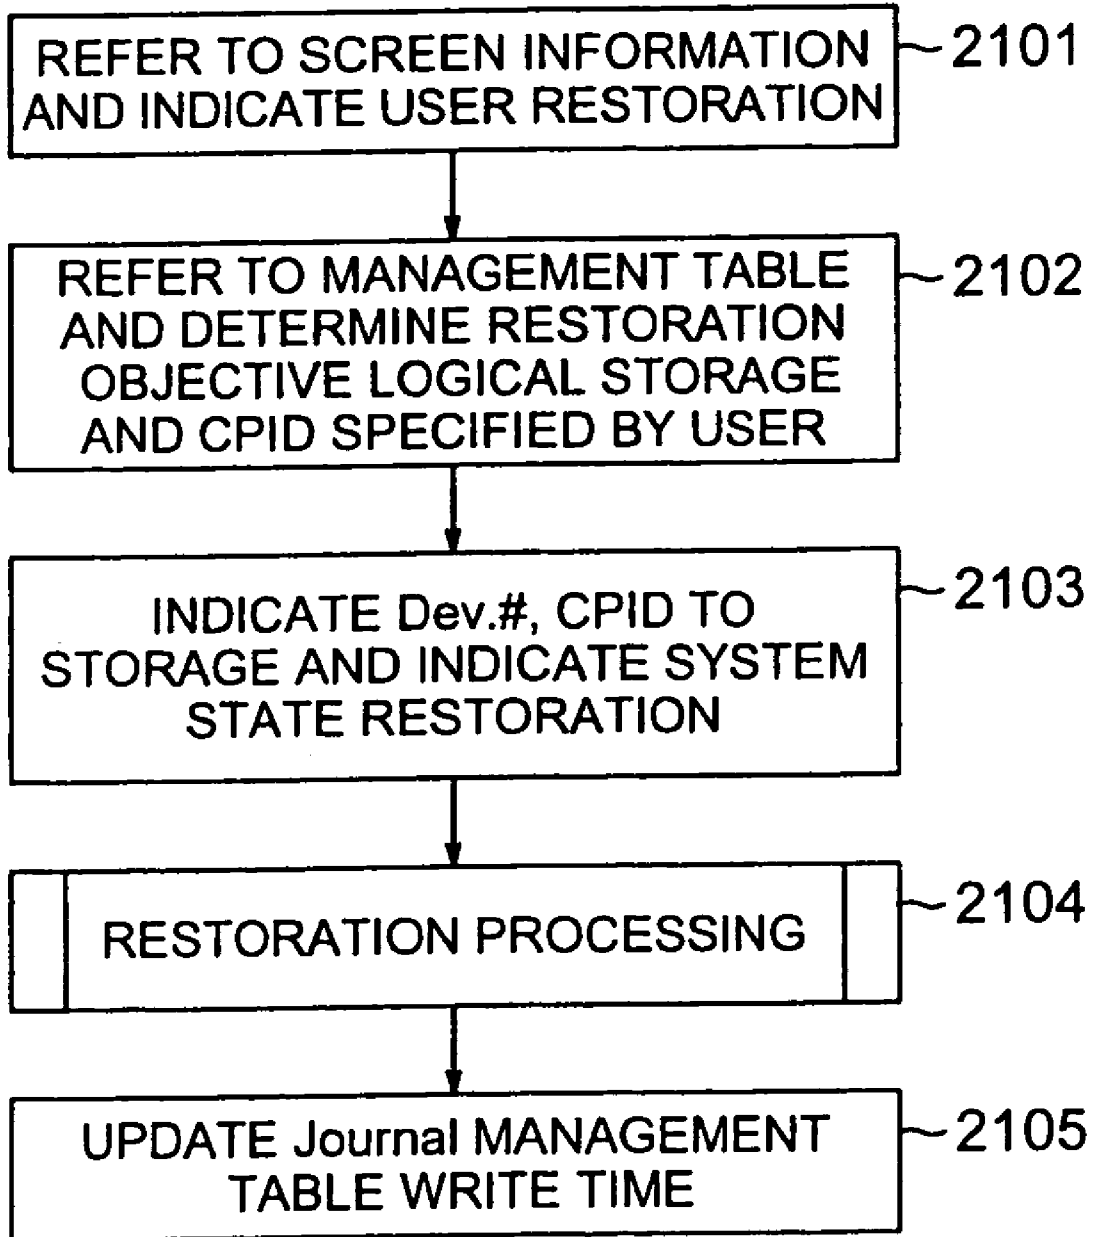 REFER TO SCREEN INFORMATION
AND INDICATE USER RESTORATION
2101
REFER TO MANAGEMENT TABLE
AND DETERMINE RESTORATION
OBJECTIVE LOGICAL STORAGE
AND CPID SPECIFIED BY USER
2102
INDICATE Dev.#, CPID TO
STORAGE AND INDICATE SYSTEM
STATE RESTORATION
2103
RESTORATION PROCESSING
2104
UPDATE Journal MANAGEMENT
TABLE WRITE TIME
2105